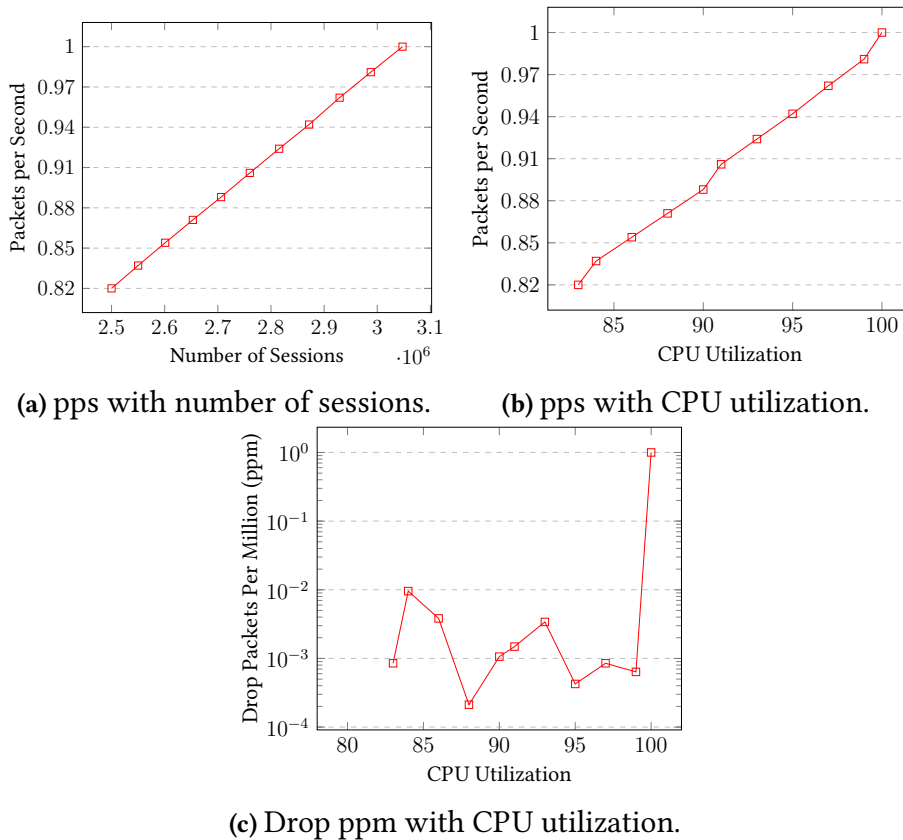 1
0.97
0.94
0.91
0.88
0.85
0.82
Packets per Second
2.5 2.6 2.7 2.8 2.9 3 3.1
Number of Sessions ·10^6
(a) pps with number of sessions.
1
0.97
0.94
0.91
0.88
0.85
0.82
Packets per Second
85 90 95 100
CPU Utilization
(b) pps with CPU utilization.
10^0
10^−1
10^−2
10^−3
10^−4
Drop Packets Per Million (ppm)
80 85 90 95 100
CPU Utilization
(c) Drop ppm with CPU utilization.